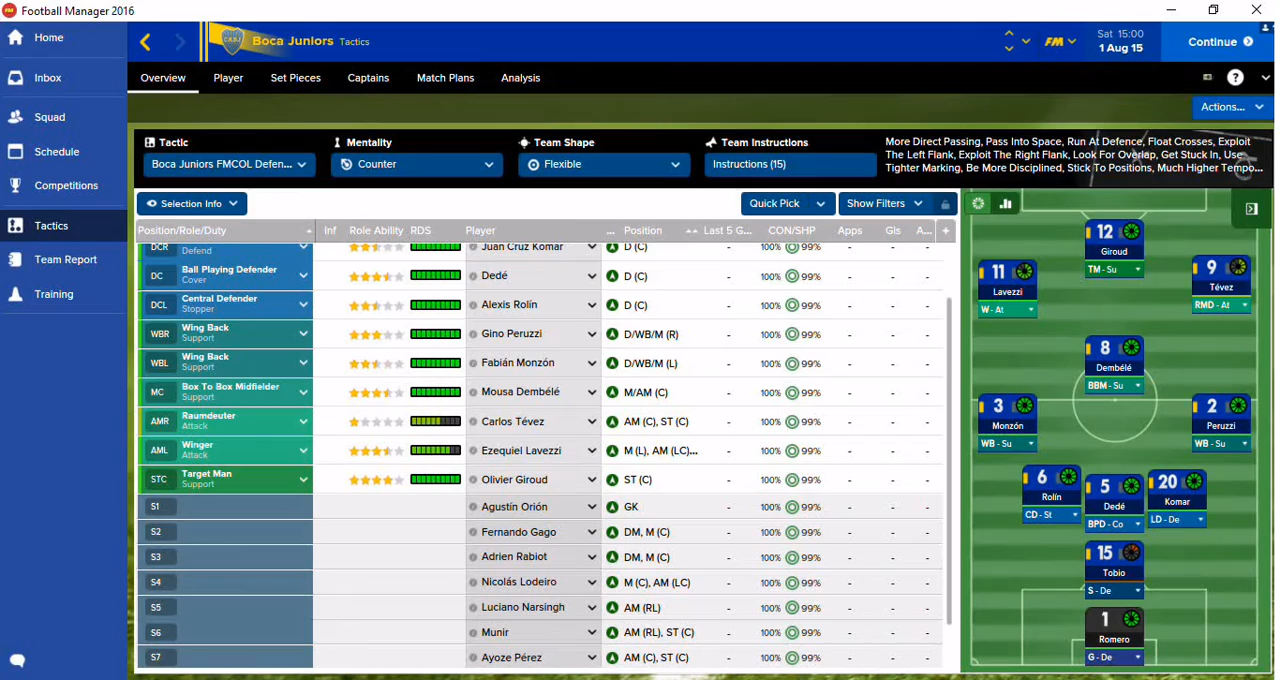 Football Manager 2016
Home
Inbox
Squad
Schedule
Competitions
Tactics
Team Report
Training
Boca Juniors Tactics
FM
Sat 15:00
1 Aug 15
Continue
Overview Player Set Pieces Captains Match Plans Analysis
?
Actions...
Tactic
Boca Juniors FMCOL Defen...
Mentality
Counter
Team Shape
Flexible
Team Instructions
Instructions (15)
More Direct Passing, Pass Into Space, Run At Defence, Float Crosses, Exploit
The Left Flank, Exploit The Right Flank, Look For Overlap, Get Stuck In, Use
Tighter Marking, Be More Disciplined, Stick To Positions, Much Higher Tempo...
Selection Info Quick Pick Show Filters
Position/Role/Duty Inf Role Ability RDS Player ... Position Last 5 G... CON/SHP Apps Gls A... +
DCR Defend Juan Cruz Komar D (C) - 100% 99% - - -
DC Ball Playing Defender Cover Dedé D (C) - 100% 99% - - -
DCL Central Defender Stopper Alexis Rolín D (C) - 100% 99% - - -
WBR Wing Back Support Gino Peruzzi D/WB/M (R) - 100% 99% - - -
WBL Wing Back Support Fabián Monzón D/WB/M (L) - 100% 99% - - -
MC Box To Box Midfielder Support Mousa Dembélé M/AM (C) - 100% 99% - - -
AMR Raumdeuter Attack Carlos Tévez AM (C), ST (C) - 100% 99% - - -
AML Winger Attack Ezequiel Lavezzi M (L), AM (LC)... - 100% 99% - - -
STC Target Man Support Olivier Giroud ST (C) - 100% 99% - - -
S1 Agustín Orión GK - 100% 99% - - -
S2 Fernando Gago DM, M (C) - 100% 99% - - -
S3 Adrien Rabiot DM, M (C) - 100% 99% - - -
S4 Nicolás Lodeiro M (C), AM (LC) - 100% 99% - - -
S5 Luciano Narsingh AM (RL) - 100% 99% - - -
S6 Munir AM (RL), ST (C) - 100% 99% - - -
S7 Ayoze Pérez AM (C), ST (C) - 100% 99% - - -
12
Giroud
TM - Su
11
Lavezzi
W - At
9
Tévez
RMD - At
8
Dembélé
BBM - Su
3
Monzón
WB - Su
2
Peruzzi
WB - Su
6
Rolín
CD - St
5
Dedé
BPD - Co
20
Komar
LD - De
15
Tobio
S - De
1
Romero
G - De